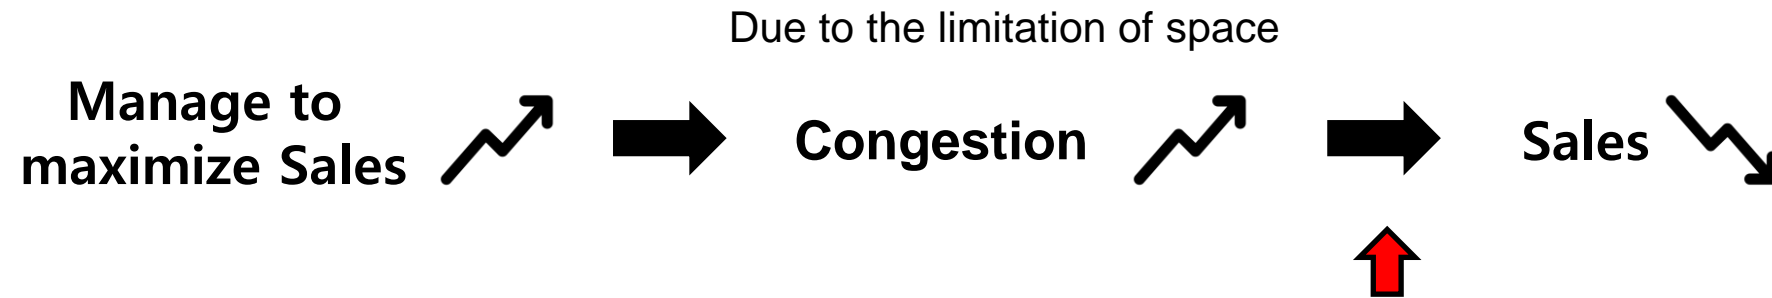 Due to the limitation of space
Manage to
maximize Sales
Congestion
Sales